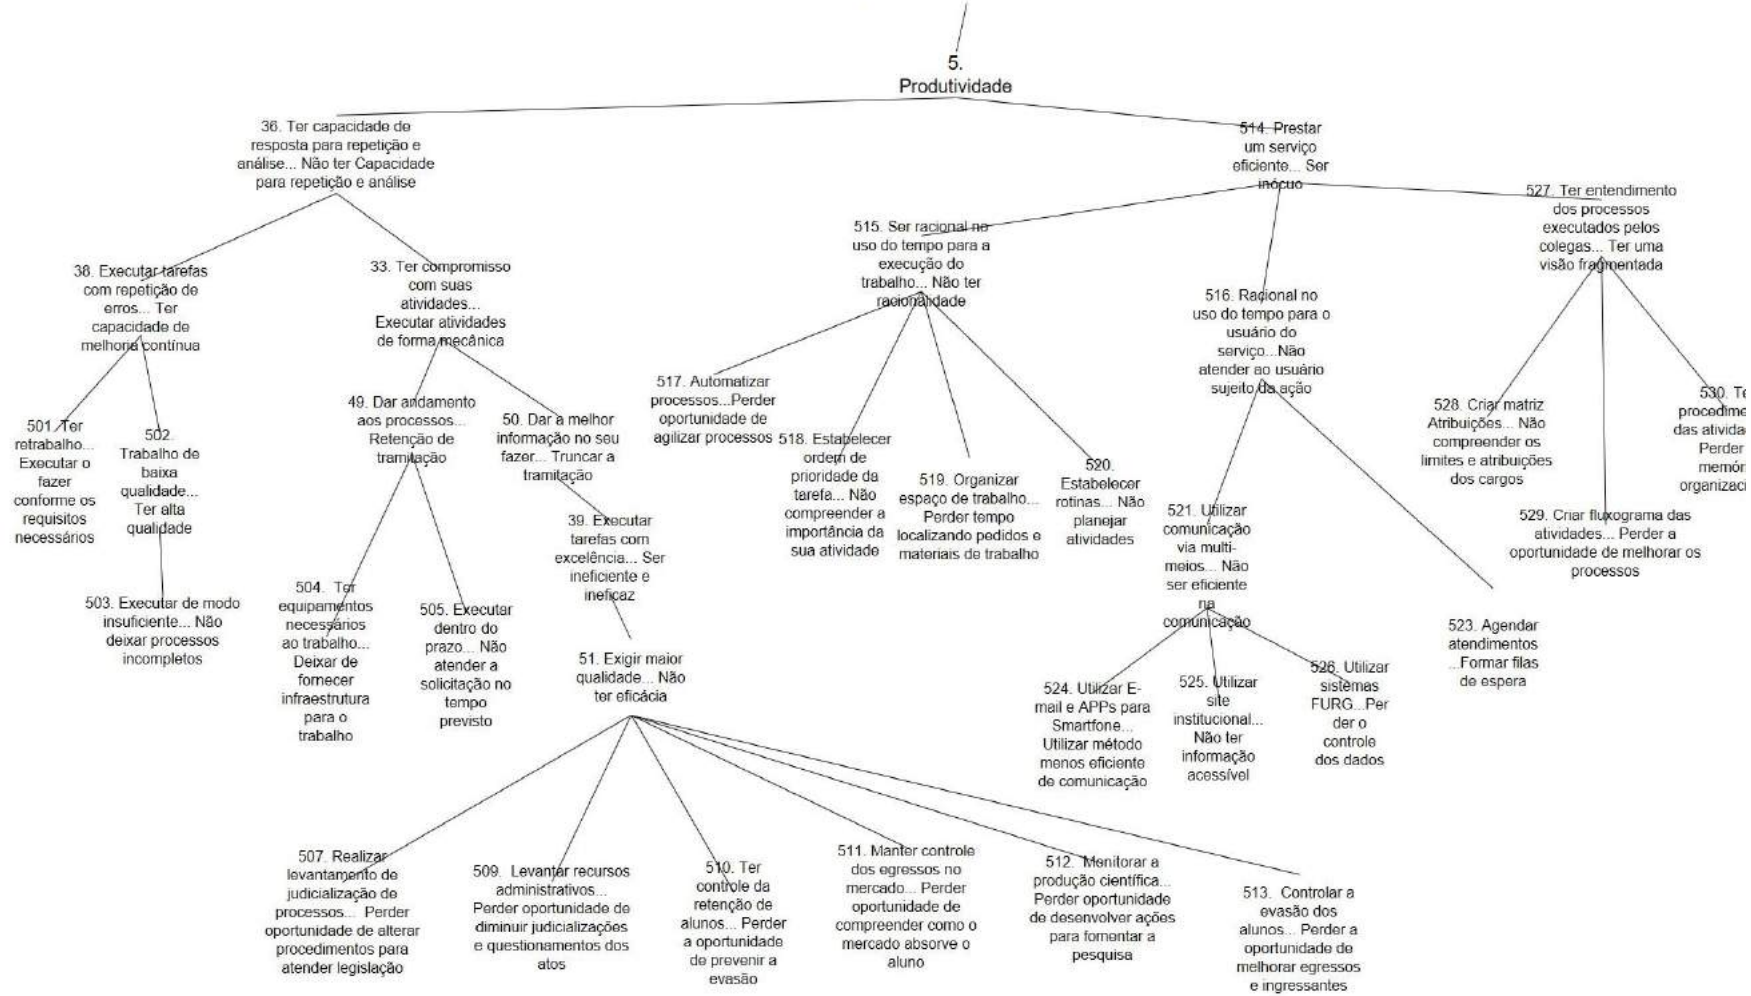 5.
Produtividade
36. Ter capacidade de
resposta para repetição e
análise... Não ter Capacidade
para repetição e análise
514. Prestar
um serviço
eficiente... Ser
inócuo
38. Executar tarefas
com repetição de
erros... Ter
capacidade de
melhoria contínua
33. Ter compromisso
com suas
atividades...
Executar atividades
de forma mecânica
515. Ser racional no
uso do tempo para a
execução do
trabalho... Não ter
racionalidade
516. Racional no
uso do tempo para o
usuário do
serviço...Não
atender ao usuário
sujeito da ação
527. Ter entendimento
dos processos
executados pelos
colegas... Ter uma
visão fragmentada
501. Ter
retrabalho...
Executar o
fazer
conforme os
requisitos
necessários
502.
Trabalho de
baixa
qualidade...
Ter alta
qualidade
49. Dar andamento
aos processos...
Retenção de
tramitação
50. Dar a melhor
informação no seu
fazer... Truncar a
tramitação
517. Automatizar
processos...Perder
oportunidade de
agilizar processos
518. Estabelecer
ordem de
prioridade da
tarefa... Não
compreender a
importância da
sua atividade
519. Organizar
espaço de trabalho...
Perder tempo
localizando pedidos e
materiais de trabalho
520.
Estabelecer
rotinas... Não
planejar
atividades
521. Utilizar
comunicação
via multi-
meios... Não
ser eficiente
na
comunicação
528. Criar matriz
Atribuições... Não
compreender os
limites e atribuições
dos cargos
529. Criar fluxograma das
atividades... Perder a
oportunidade de melhorar os
processos
530.
das
Perder
503. Executar de modo
insuficiente... Não
deixar processos
incompletos
504. Ter
equipamentos
necessários
ao trabalho...
Deixar de
fornecer
infraestrutura
para o
trabalho
505. Executar
dentro do
prazo... Não
atender a
solicitação no
tempo
previsto
39. Executar
tarefas com
excelência... Ser
ineficiente e
ineficaz
51. Exigir maior
qualidade... Não
ter eficácia
523. Agendar
atendimentos
...Formar filas
de espera
524. Utilizar E-
mail e APPs para
Smartfone...
Utilizar método
menos eficiente
de comunicação
525. Utilizar
site
institucional...
Não ter
informação
acessível
526. Utilizar
sistemas
FURG...Per
der o
controle
dos dados
507. Realizar
levantamento de
judicialização de
processos... Perder
oportunidade de alterar
procedimentos para
atender legislação
509. Levantar recursos
administrativos...
Perder oportunidade de
diminuir judicializações
e questionamentos dos
atos
510. Ter
controle da
retenção de
alunos... Perder
a oportunidade
de prevenir a
evasão
511. Manter controle
dos egressos no
mercado... Perder
oportunidade de
compreender como o
mercado absorve o
aluno
512. Monitorar a
produção científica...
Perder oportunidade
de desenvolver ações
para fomentar a
pesquisa
513. Controlar a
evasão dos
alunos... Perder a
oportunidade de
melhorar egressos
e ingressantes